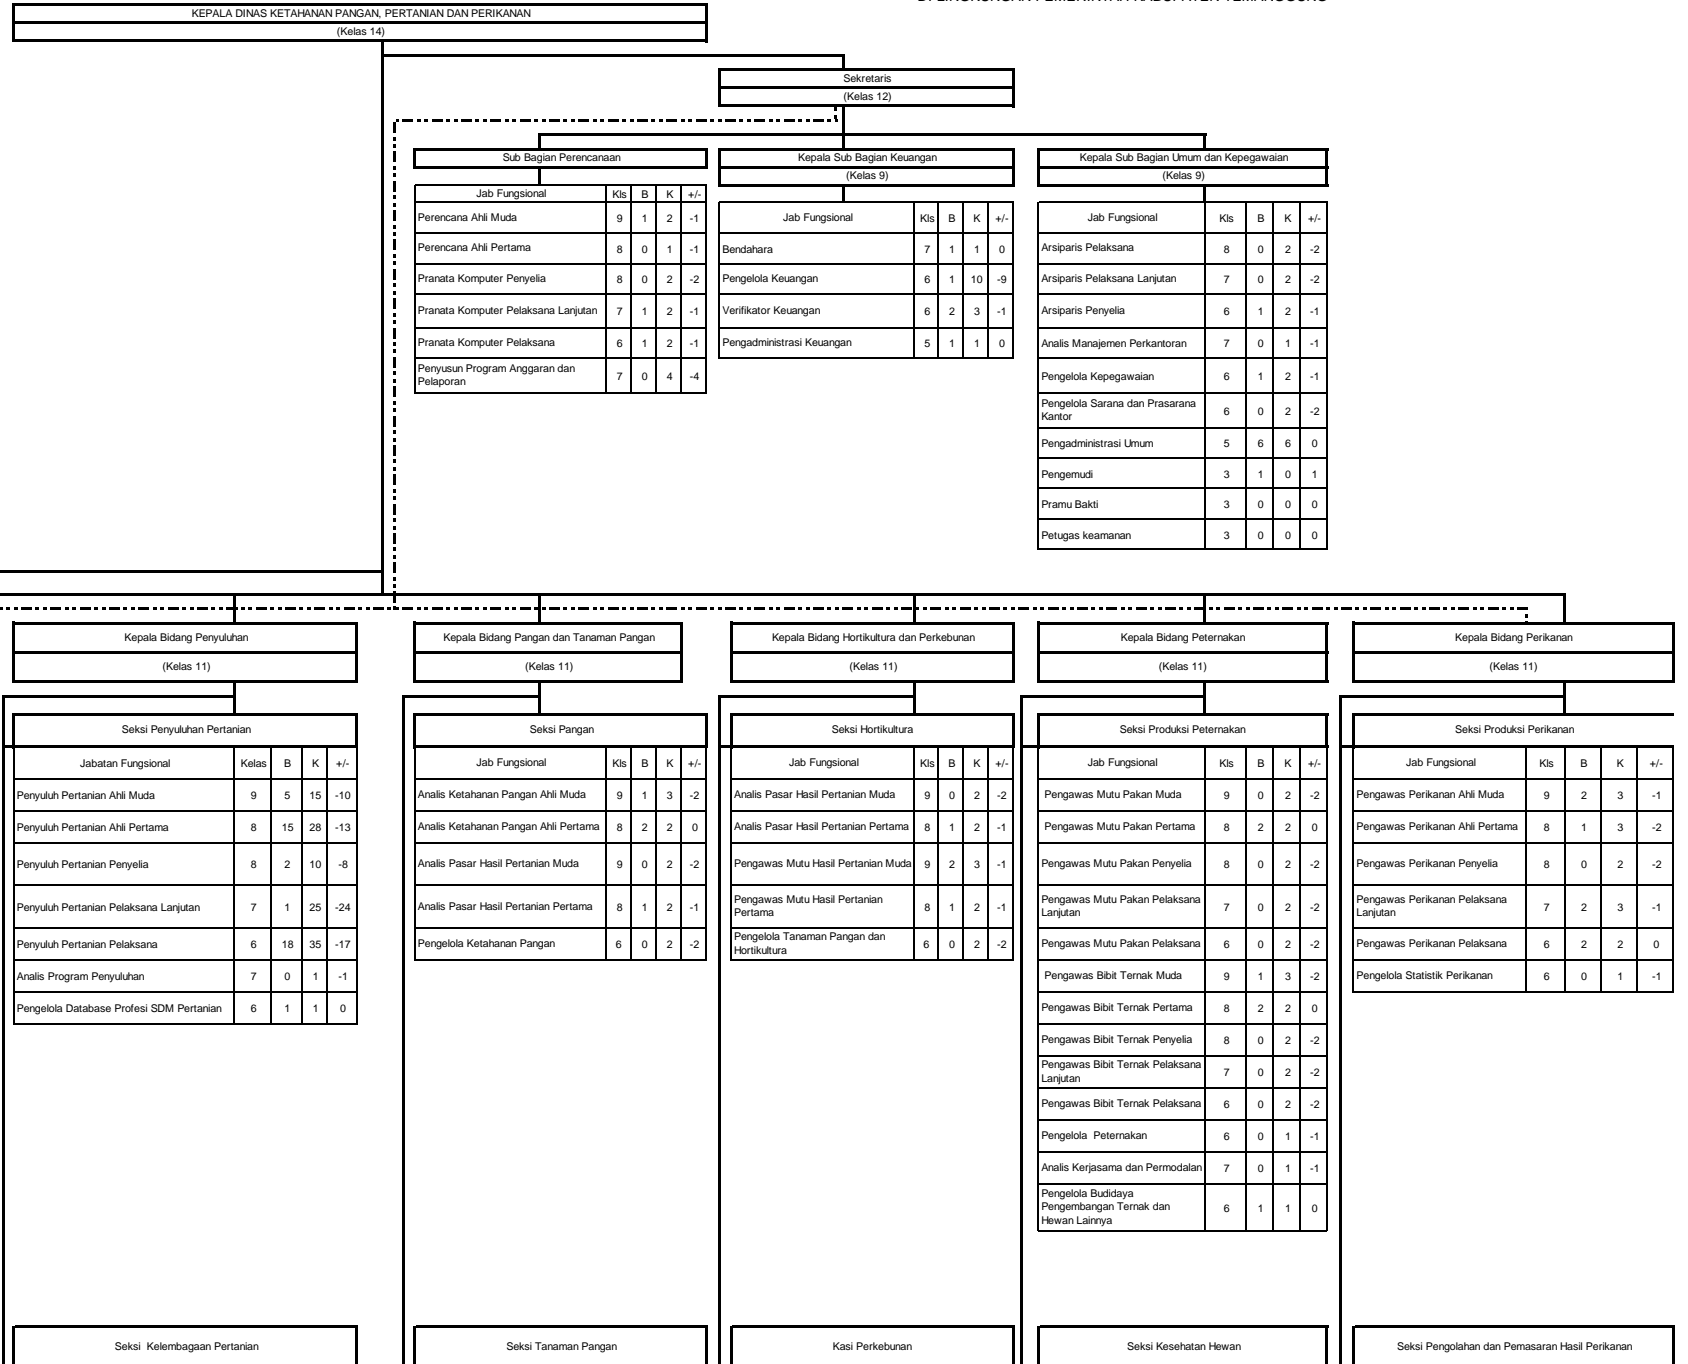 KEPALA DINAS KETAHANAN PANGAN, PERTANIAN DAN PERIKANAN
(Kelas 14)
Sekretaris
(Kelas 12)
Sub Bagian Perencanaan
Jab Fungsional Kls B K +/-
Perencana Ahli Muda 9 1 2 -1
Perencana Ahli Pertama 8 0 1 -1
Pranata Komputer Penyelia 8 0 2 -2
Pranata Komputer Pelaksana Lanjutan 7 1 2 -1
Pranata Komputer Pelaksana 6 1 2 -1
Penyusun Program Anggaran dan
Pelaporan 7 0 4 -4
Kepala Sub Bagian Keuangan
(Kelas 9)
Jab Fungsional Kls B K +/-
Bendahara 7 1 1 0
Pengelola Keuangan 6 1 10 -9
Verifikator Keuangan 6 2 3 -1
Pengadministrasi Keuangan 5 1 1 0
Kepala Sub Bagian Umum dan Kepegawaian
(Kelas 9)
Jab Fungsional Kls B K +/-
Arsiparis Pelaksana 8 0 2 -2
Arsiparis Pelaksana Lanjutan 7 0 2 -2
Arsiparis Penyelia 6 1 2 -1
Analis Manajemen Perkantoran 7 0 1 -1
Pengelola Kepegawaian 6 1 2 -1
Pengelola Sarana dan Prasarana
Kantor 6 0 2 -2
Pengadministrasi Umum 5 6 6 0
Pengemudi 3 1 0 1
Pramu Bakti 3 0 0 0
Petugas keamanan 3 0 0 0
Kepala Bidang Penyuluhan
(Kelas 11)
Seksi Penyuluhan Pertanian
Jabatan Fungsional Kelas B K +/-
Penyuluh Pertanian Ahli Muda 9 5 15 -10
Penyuluh Pertanian Ahli Pertama 8 15 28 -13
Penyuluh Pertanian Penyelia 8 2 10 -8
Penyuluh Pertanian Pelaksana Lanjutan 7 1 25 -24
Penyuluh Pertanian Pelaksana 6 18 35 -17
Analis Program Penyuluhan 7 0 1 -1
Pengelola Database Profesi SDM Pertanian 6 1 1 0
Seksi Kelembagaan Pertanian
Kepala Bidang Pangan dan Tanaman Pangan
(Kelas 11)
Seksi Pangan
Jab Fungsional Kls B K +/-
Analis Ketahanan Pangan Ahli Muda 9 1 3 -2
Analis Ketahanan Pangan Ahli Pertama 8 2 2 0
Analis Pasar Hasil Pertanian Muda 9 0 2 -2
Analis Pasar Hasil Pertanian Pertama 8 1 2 -1
Pengelola Ketahanan Pangan 6 0 2 -2
Seksi Tanaman Pangan
Kepala Bidang Hortikultura dan Perkebunan
(Kelas 11)
Seksi Hortikultura
Jab Fungsional Kls B K +/-
Analis Pasar Hasil Pertanian Muda 9 0 2 -2
Analis Pasar Hasil Pertanian Pertama 8 1 2 -1
Pengawas Mutu Hasil Pertanian Muda 9 2 3 -1
Pengawas Mutu Hasil Pertanian
Pertama 8 1 2 -1
Pengelola Tanaman Pangan dan
Hortikultura 6 0 2 -2
Kasi Perkebunan
Kepala Bidang Peternakan
(Kelas 11)
Seksi Produksi Peternakan
Jab Fungsional Kls B K +/-
Pengawas Mutu Pakan Muda 9 0 2 -2
Pengawas Mutu Pakan Pertama 8 2 2 0
Pengawas Mutu Pakan Penyelia 8 0 2 -2
Pengawas Mutu Pakan Pelaksana
Lanjutan 7 0 2 -2
Pengawas Mutu Pakan Pelaksana 6 0 2 -2
Pengawas Bibit Ternak Muda 9 1 3 -2
Pengawas Bibit Ternak Pertama 8 2 2 0
Pengawas Bibit Ternak Penyelia 8 0 2 -2
Pengawas Bibit Ternak Pelaksana
Lanjutan 7 0 2 -2
Pengawas Bibit Ternak Pelaksana 6 0 2 -2
Pengelola Peternakan 6 0 1 -1
Analis Kerjasama dan Permodalan 7 0 1 -1
Pengelola Budidaya
Pengembangan Ternak dan
Hewan Lainnya 6 1 1 0
Seksi Kesehatan Hewan
Kepala Bidang Perikanan
(Kelas 11)
Seksi Produksi Perikanan
Jab Fungsional Kls B K +/-
Pengawas Perikanan Ahli Muda 9 2 3 -1
Pengawas Perikanan Ahli Pertama 8 1 3 -2
Pengawas Perikanan Penyelia 8 0 2 -2
Pengawas Perikanan Pelaksana
Lanjutan 7 2 3 -1
Pengawas Perikanan Pelaksana 6 2 2 0
Pengelola Statistik Perikanan 6 0 1 -1
Seksi Pengolahan dan Pemasaran Hasil Perikanan